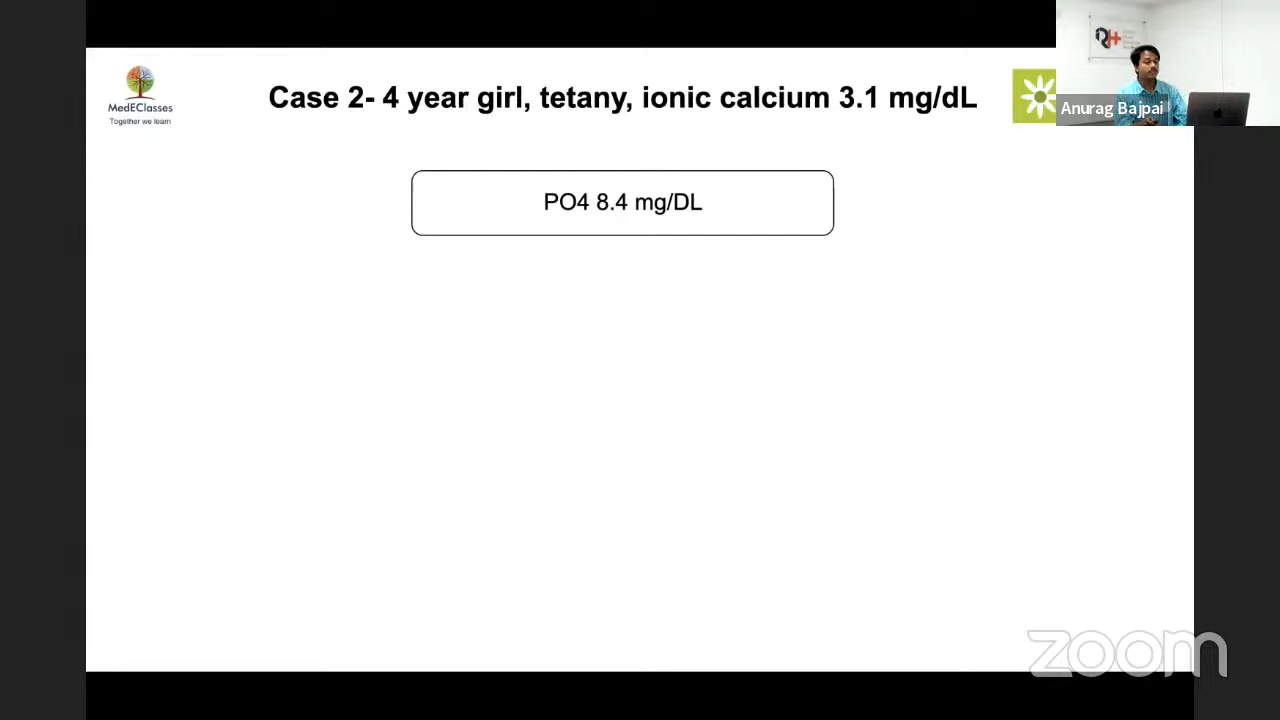 MedEClasses
Together we learn
Case 2- 4 year girl, tetany, ionic calcium 3.1 mg/dL
RH
Anurag Bajpai
PO4 8.4 mg/DL
zoom